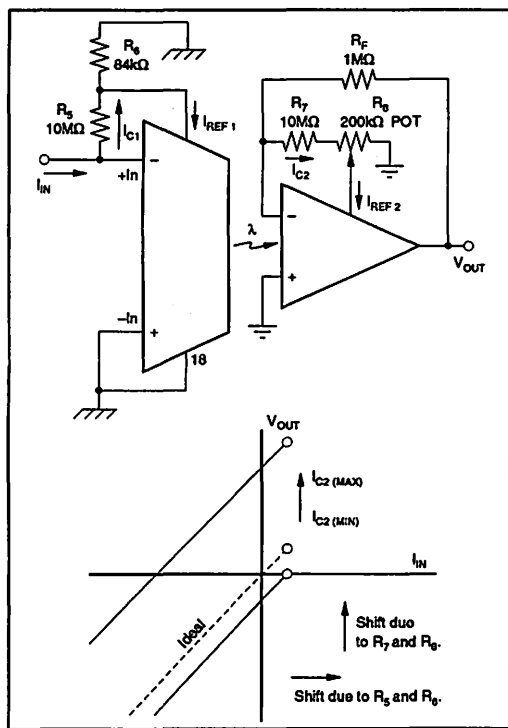 R6
84kΩ
R5
10MΩ
IC1
IREF 1
IIN
+In
−
−In
+
18
λ
RF
1MΩ
R7
10MΩ
R8
200kΩ POT
IC2
IREF 2
−
+
VOUT
VOUT
IC2 (MAX)
IC2 (MIN)
IIN
Ideal
Shift due
to R7 and R8.
Shift due to R5 and R6.